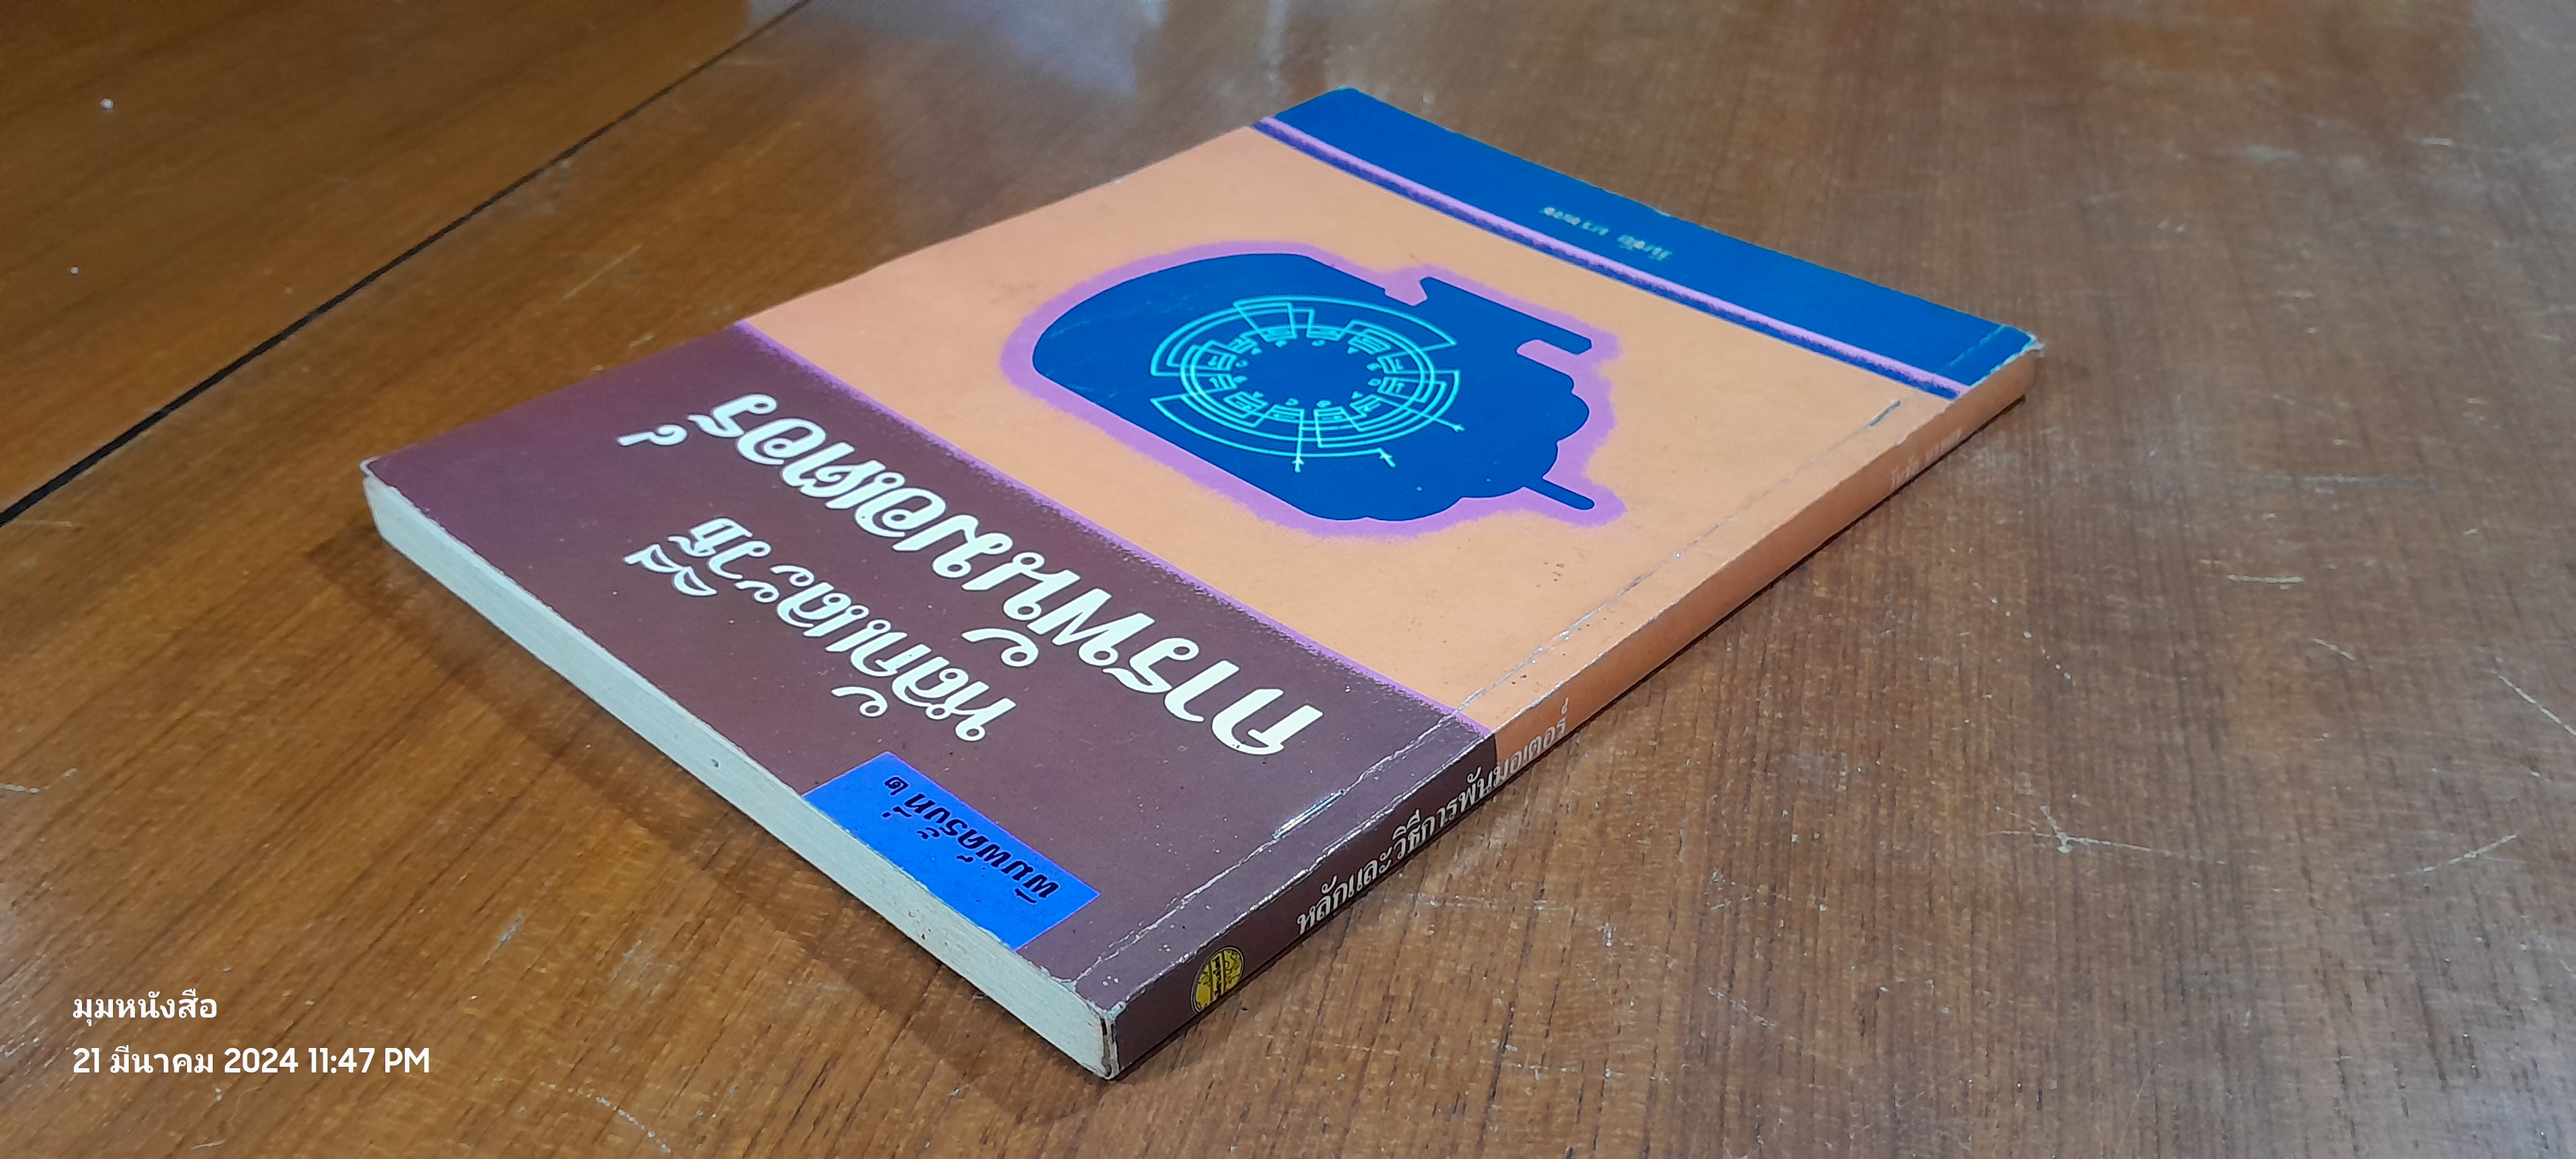 พิมพ์ครั้งที่ ๒
หลักและวิธี
การพันมอเตอร์
หลักและวิธีการพันมอเตอร์
มุมหนังสือ
21 มีนาคม 2024 11:47 PM